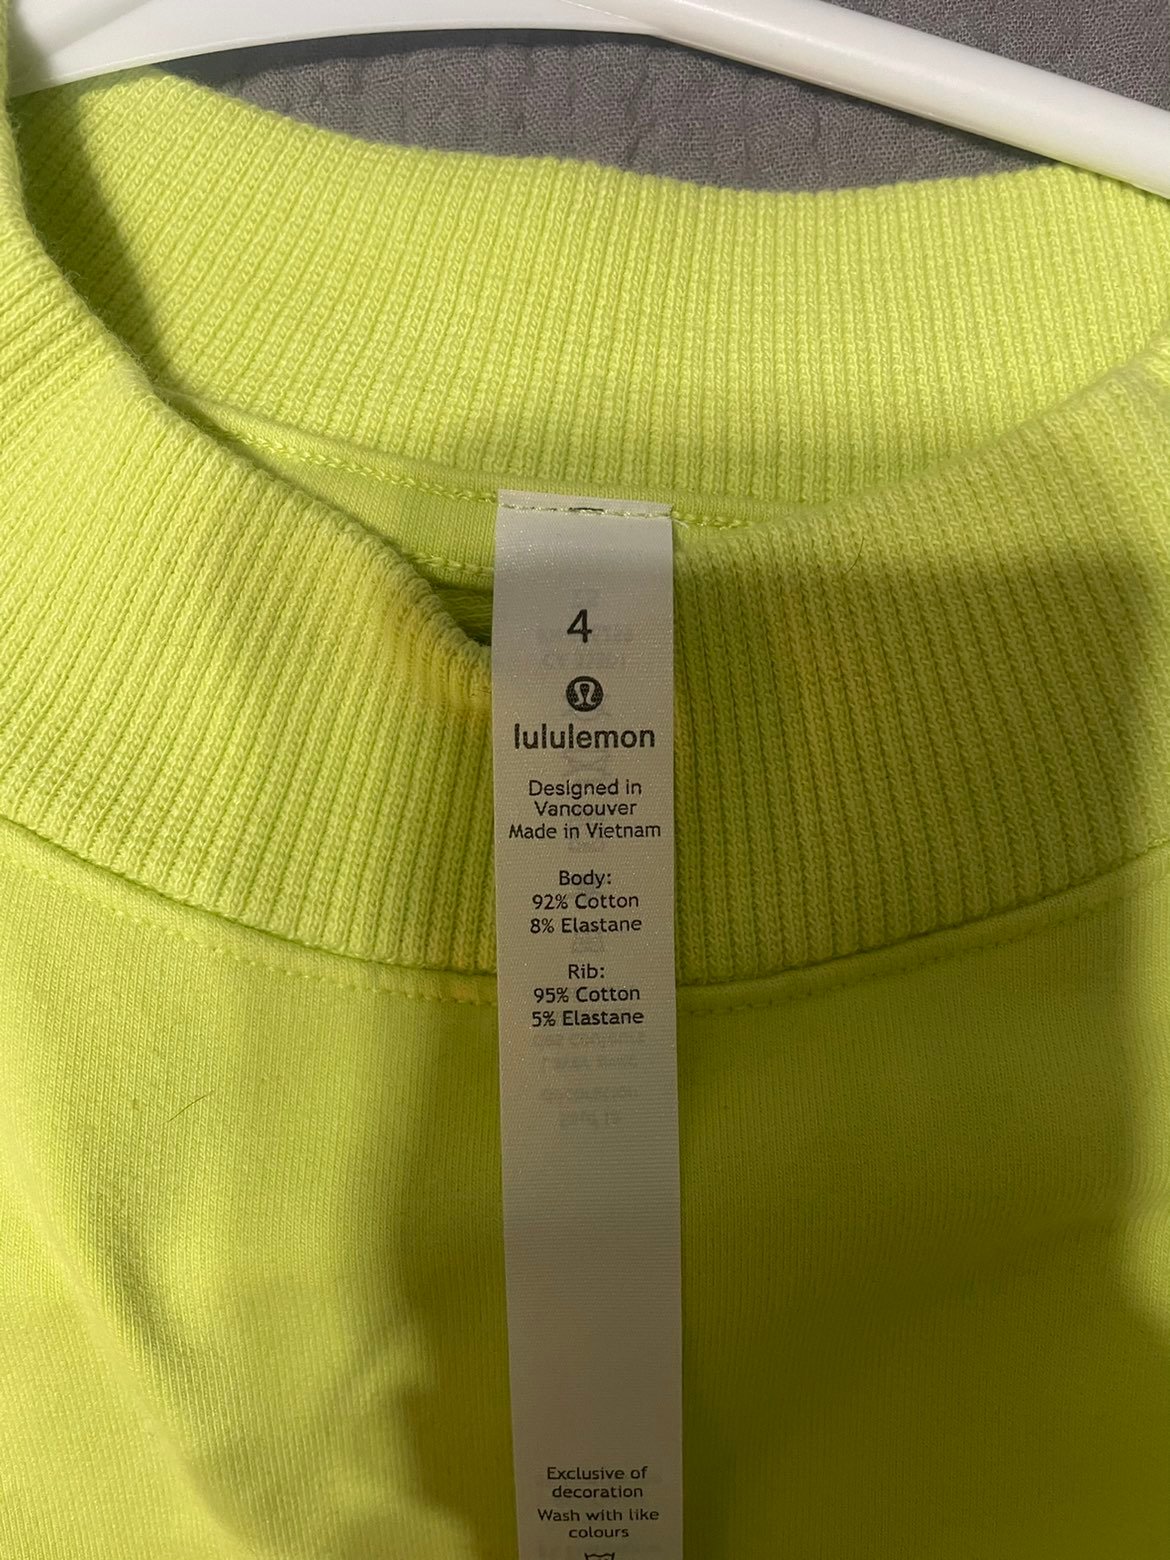 4
lululemon
Designed in
Vancouver
Made in Vietnam
Body:
92% Cotton
8% Elastane
Rib:
95% Cotton
5% Elastane
Exclusive of
decoration
Wash with like
colours